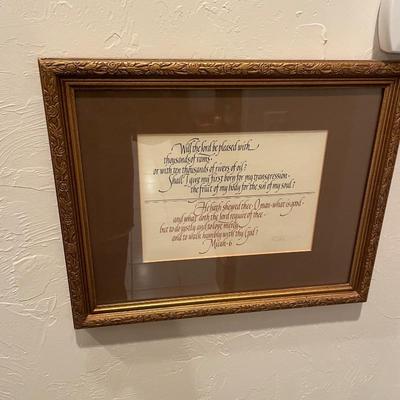 Will the lord be pleased with
thousands of rams·
or with ten thousands of rivers of oil?
Shall I give my first born for my transgression·
the fruit of my body for the sin of my soul?
He hath shewed thee O man what is good·
and what doth the lord require of thee·
but to do justly and to love mercy·
and to walk humbly with thy God?
Micah·6